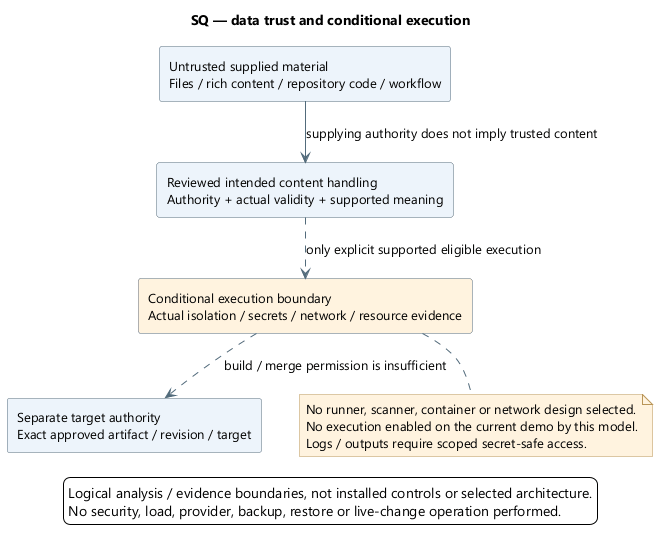 SQ — data trust and conditional execution
Untrusted supplied material
Files / rich content / repository code / workflow
supplying authority does not imply trusted content
Reviewed intended content handling
Authority + actual validity + supported meaning
only explicit supported eligible execution
Conditional execution boundary
Actual isolation / secrets / network / resource evidence
build / merge permission is insufficient
Separate target authority
Exact approved artifact / revision / target
No runner, scanner, container or network design selected.
No execution enabled on the current demo by this model.
Logs / outputs require scoped secret-safe access.
Logical analysis / evidence boundaries, not installed controls or selected architecture.
No security, load, provider, backup, restore or live-change operation performed.